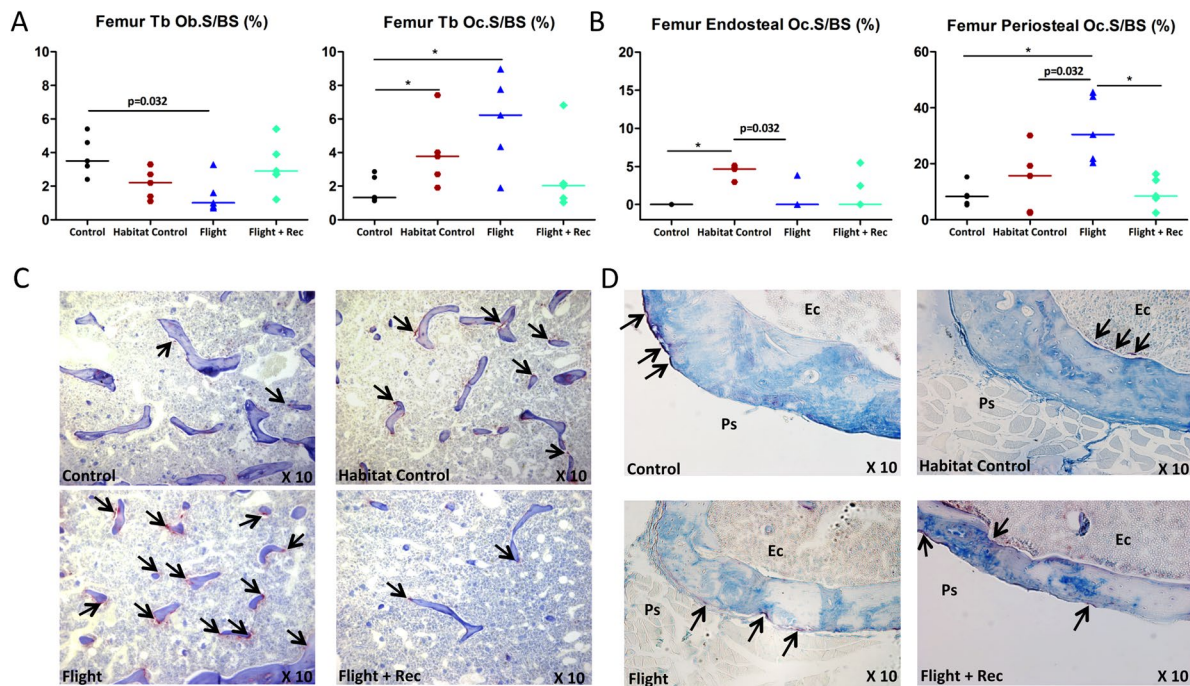 A
Femur Tb Ob.S/BS (%)
10
8
6
4
2
0
p=0.032
Control Habitat Control Flight Flight + Rec
Femur Tb Oc.S/BS (%)
10
8
6
4
2
0
*
*
Control Habitat Control Flight Flight + Rec
B
Femur Endosteal Oc.S/BS (%)
20
15
10
5
0
*
p=0.032
Control Habitat Control Flight Flight + Rec
Femur Periosteal Oc.S/BS (%)
60
40
20
0
*
p=0.032
*
Control Habitat Control Flight Flight + Rec
C
Control X 10
Habitat Control X 10
Flight X 10
Flight + Rec X 10
D
Ec
Ps
Control X 10
Ec
Ps
Habitat Control X 10
Ec
Ps
Flight X 10
Ec
Ps
Flight + Rec X 10